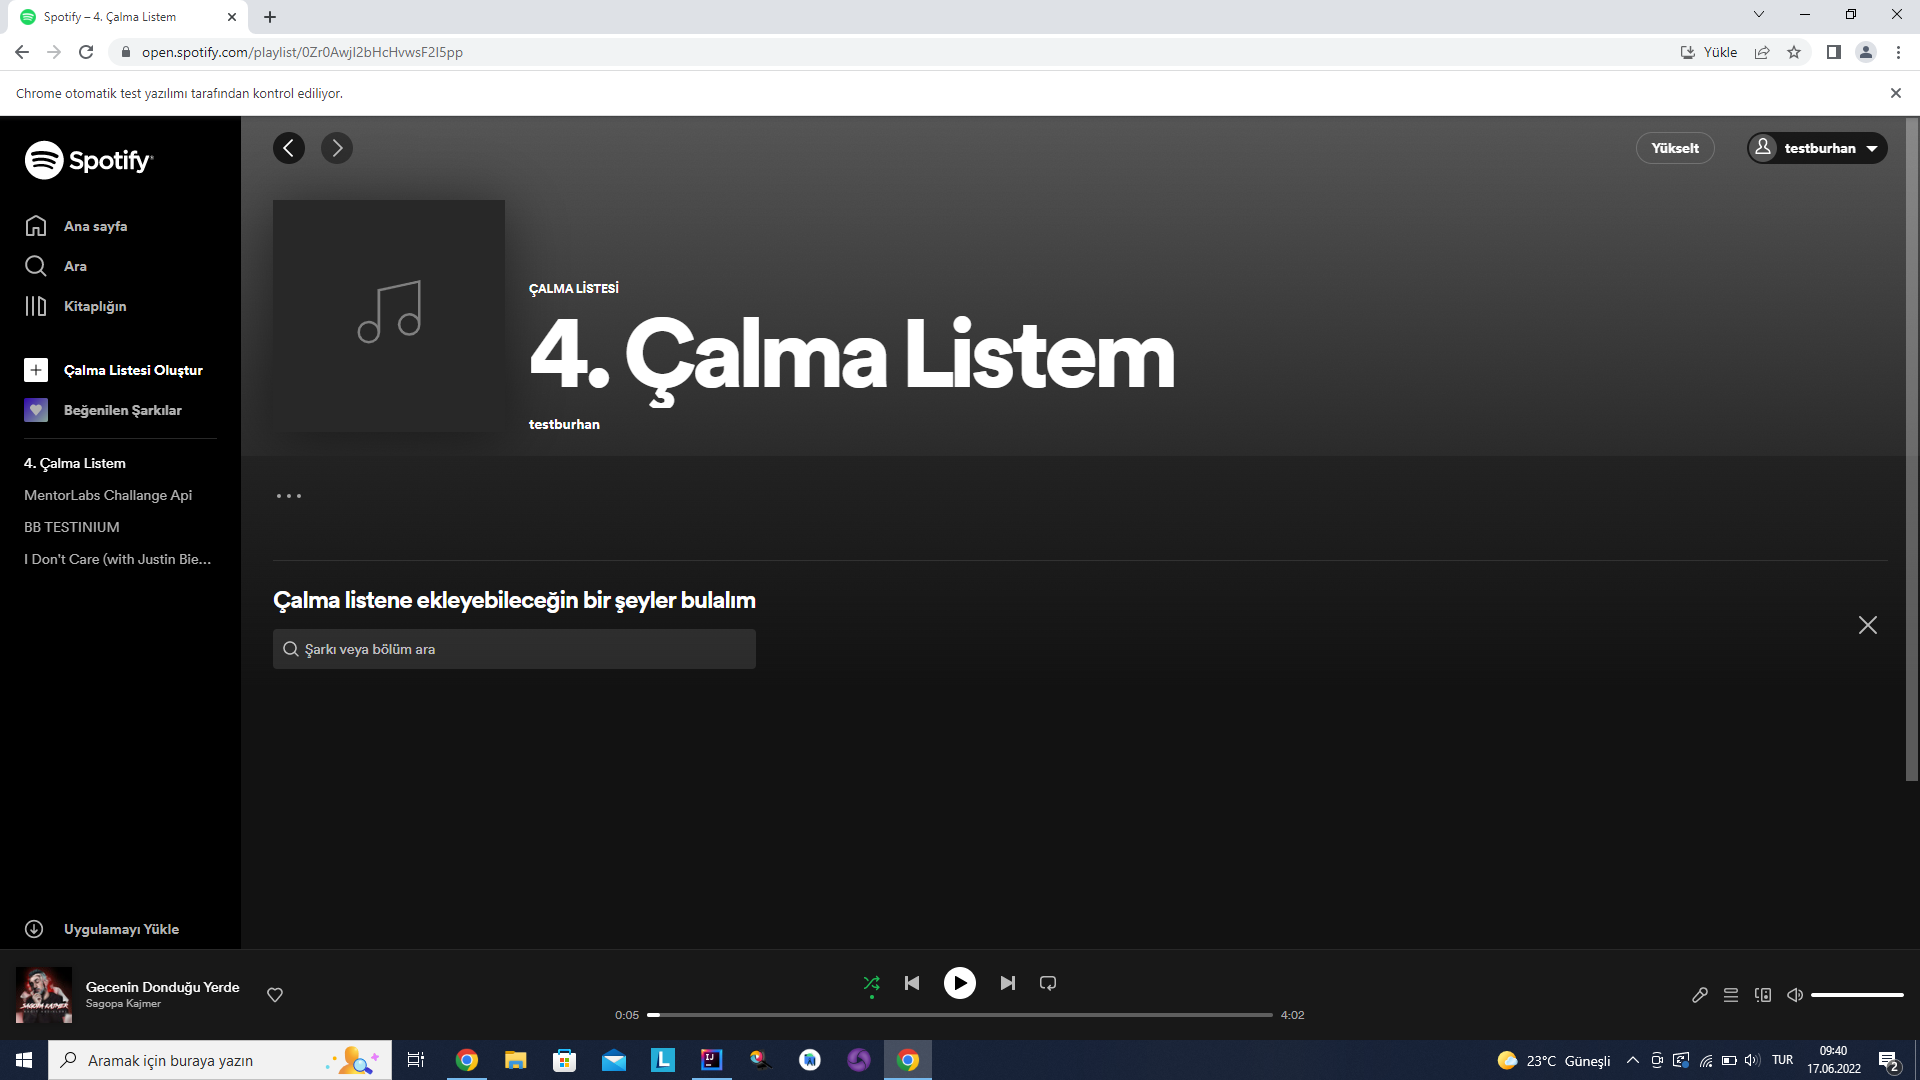 Spotify – 4. Çalma Listem
open.spotify.com/playlist/0Zr0AwjI2bHcHvwsF2I5pp
Yükle
Chrome otomatik test yazılımı tarafından kontrol ediliyor.
Spotify
Yükselt
testburhan
Ana sayfa
Ara
Kitaplığın
Çalma Listesi Oluştur
Beğenilen Şarkılar
4. Çalma Listem
MentorLabs Challange Api
BB TESTINIUM
I Don't Care (with Justin Bie...
Uygulamayı Yükle
ÇALMA LİSTESİ
4. Çalma Listem
testburhan
Çalma listene ekleyebileceğin bir şeyler bulalım
Şarkı veya bölüm ara
Gecenin Donduğu Yerde
Sagopa Kajmer
0:05
4:02
Aramak için buraya yazın
23°C Güneşli
TUR
09:40
17.06.2022
2